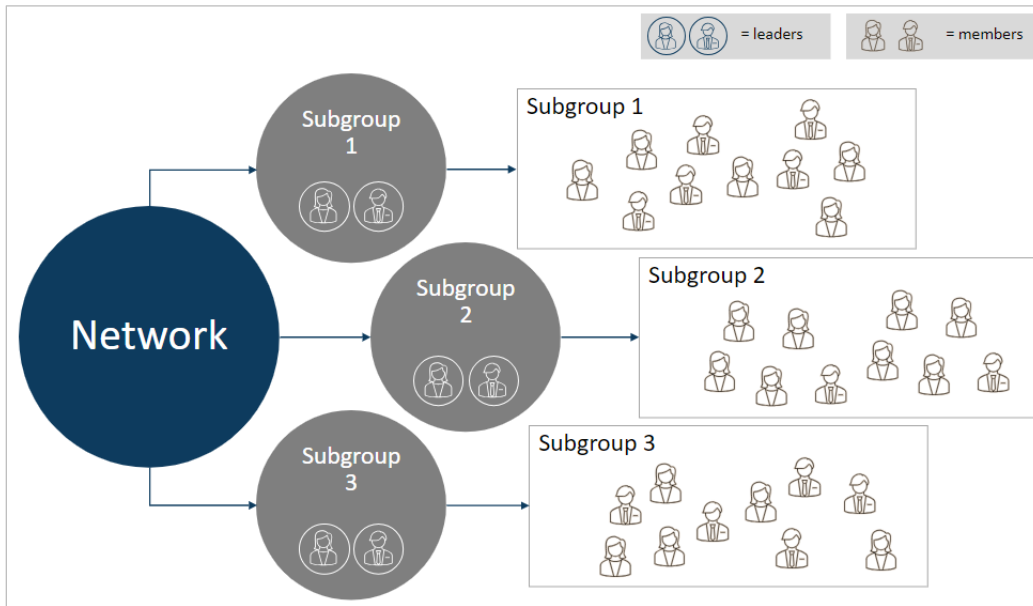 = leaders
= members
Subgroup
1
Subgroup 1
Subgroup
2
Subgroup 2
Network
Subgroup
3
Subgroup 3